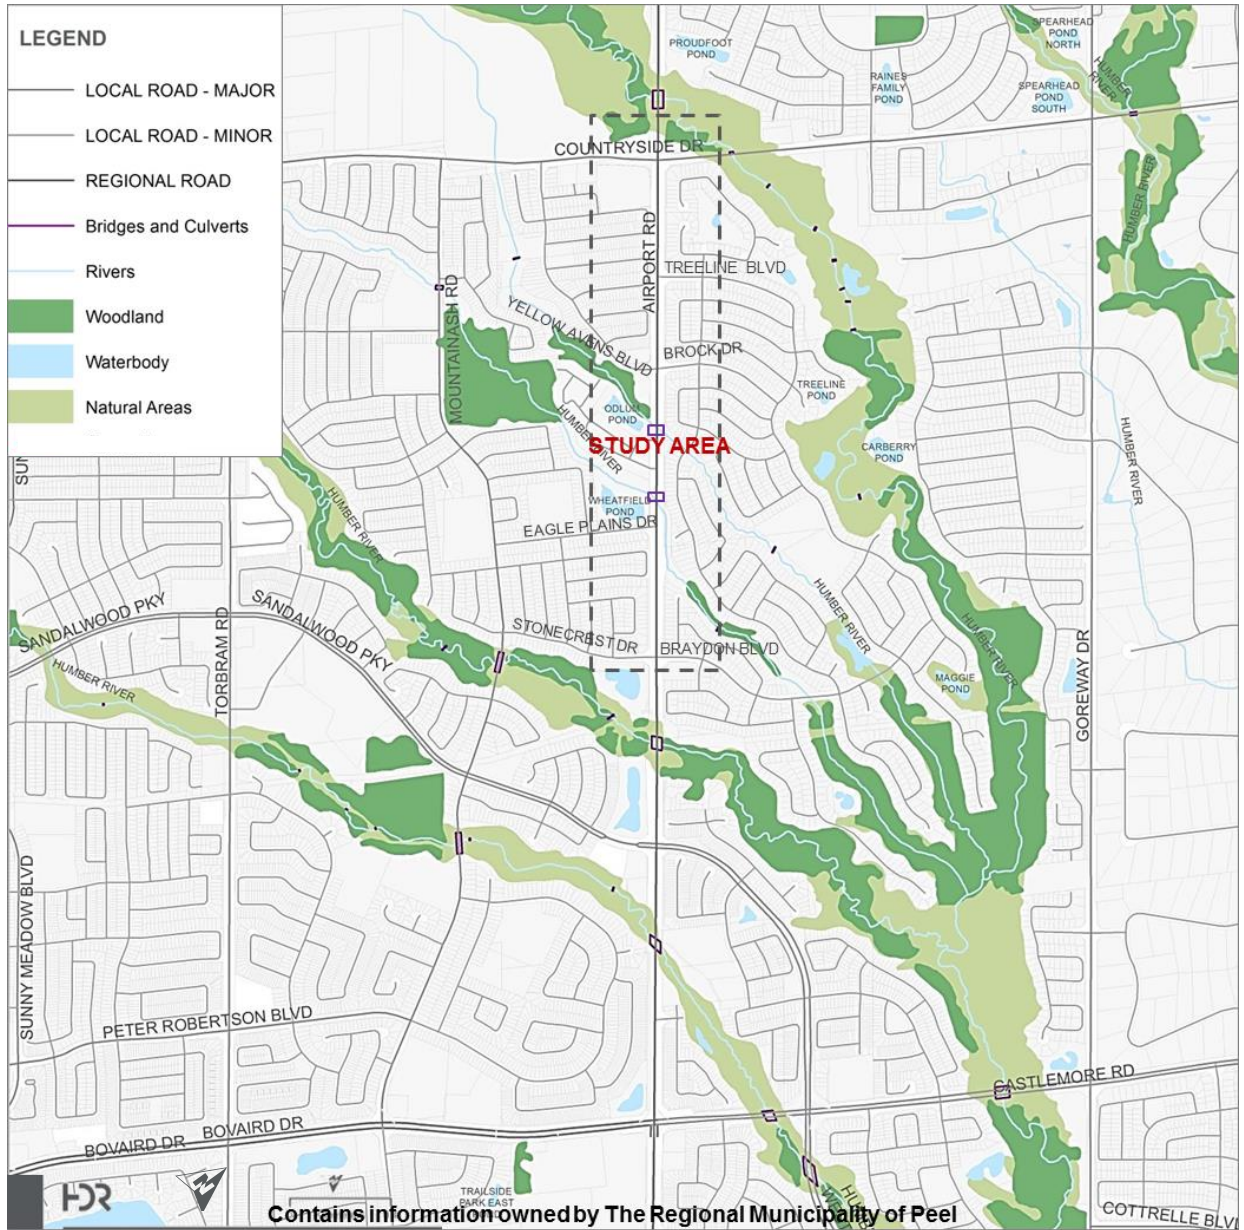 LEGEND
LOCAL ROAD - MAJOR
LOCAL ROAD - MINOR
REGIONAL ROAD
Bridges and Culverts
Rivers
Woodland
Waterbody
Natural Areas
PROUDFOOT
POND
RAINES
FAMILY
POND
SPEARHEAD
POND
NORTH
SPEARHEAD
POND
SOUTH
HUMBER
RIVER
COUNTRYSIDE DR
HUMBER RIVER
AIRPORT RD
TREELINE BLVD
MOUNTAINASH RD
YELLOW AVENS BLVD
BROCK DR
TREELINE
POND
ODLUM
POND
HUMBER RIVER
STUDY AREA
CARBERRY
POND
HUMBER RIVER
SUN
HUMBER RIVER
WHEATFIELD
POND
EAGLE PLAINS DR
HUMBER RIVER
SANDALWOOD PKY
SANDALWOOD PKY
TORBRAM RD
STONECREST DR
BRAYDON BLVD
HUMBER RIVER
HUMBER RIVER
MAGGIE
POND
GOREWAY DR
SUNNY MEADOW BLVD
PETER ROBERTSON BLVD
CASTLEMORE RD
BOVAIRD DR
BOVAIRD DR
HDR
TRAILSIDE
PARK EAST
Contains information owned by The Regional Municipality of Peel
COTTRELLE BLV